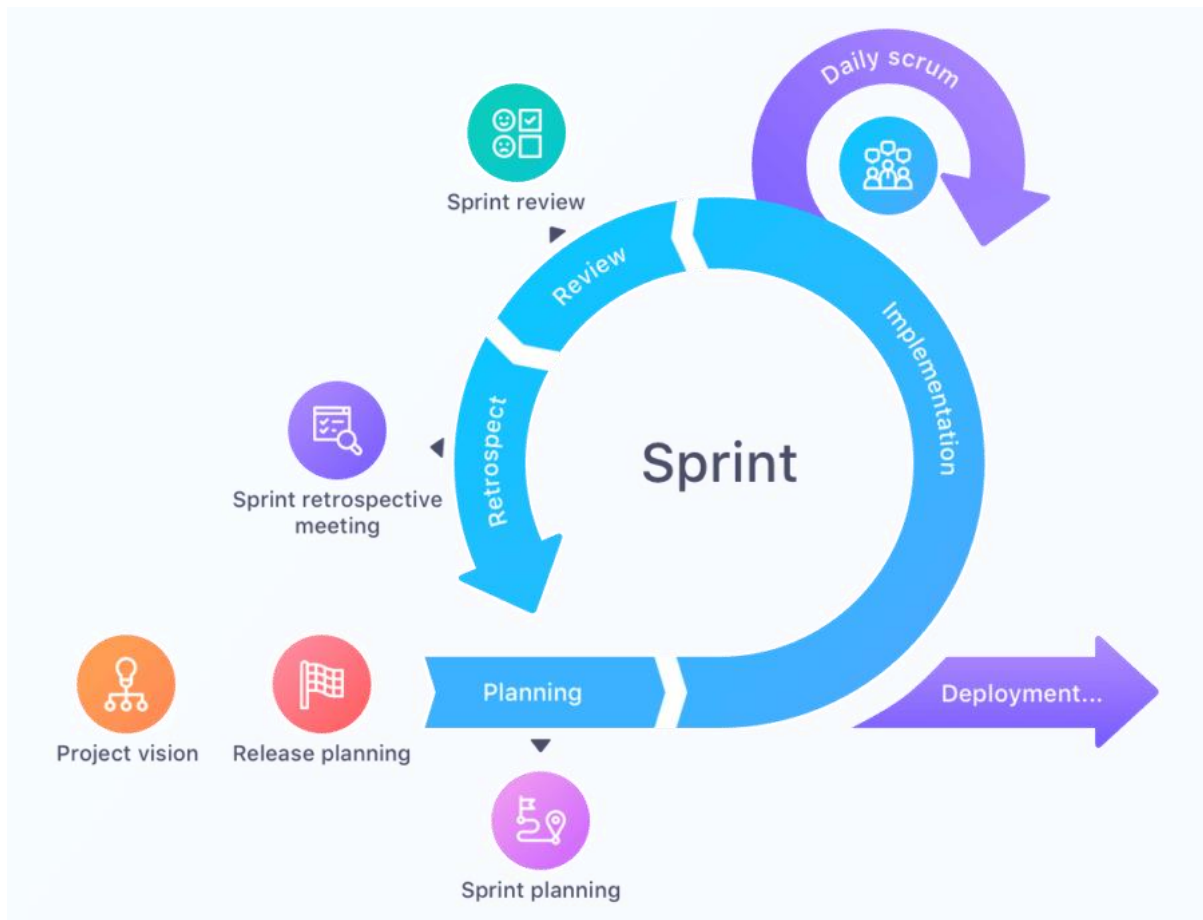 Daily scrum
Sprint review
Review
Implementation
Retrospect
Sprint
Sprint retrospective
meeting
Planning
Deployment...
Project vision
Release planning
Sprint planning